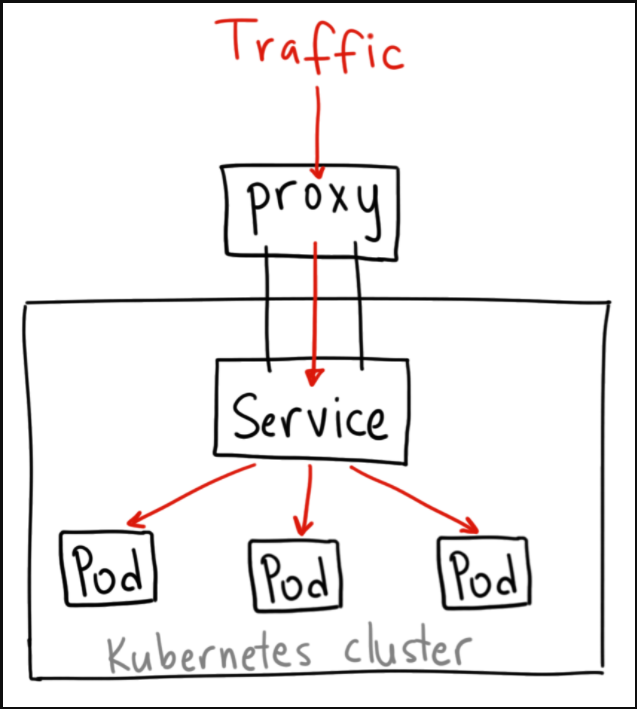 Traffic
proxy
Service
Pod
Pod
Pod
Kubernetes cluster